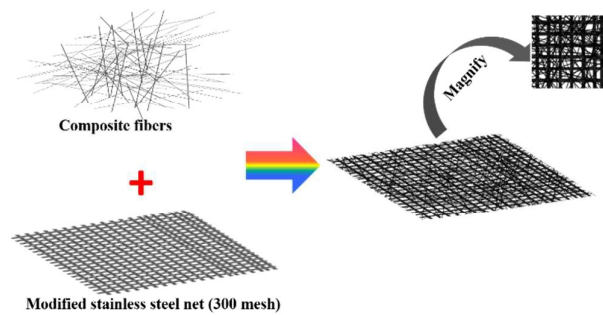 Composite fibers
+
Modified stainless steel net (300 mesh)
Magnify